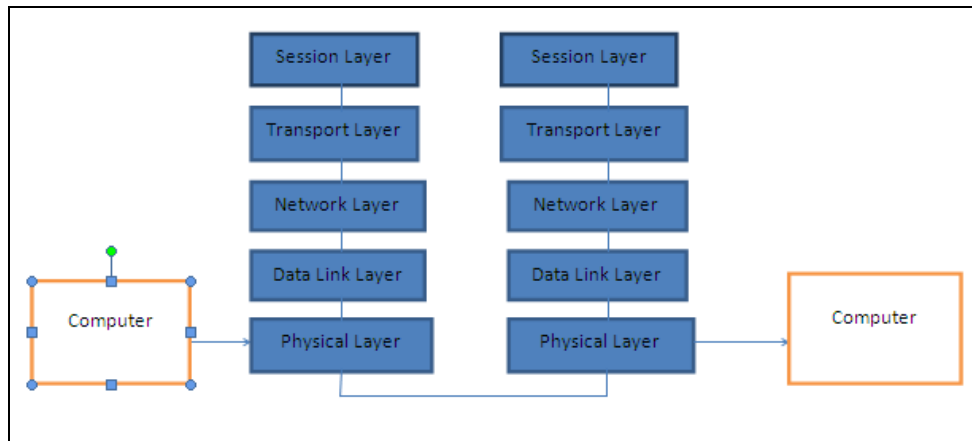 Session Layer
Session Layer
Transport Layer
Transport Layer
Network Layer
Network Layer
Data Link Layer
Data Link Layer
Computer
Physical Layer
Physical Layer
Computer